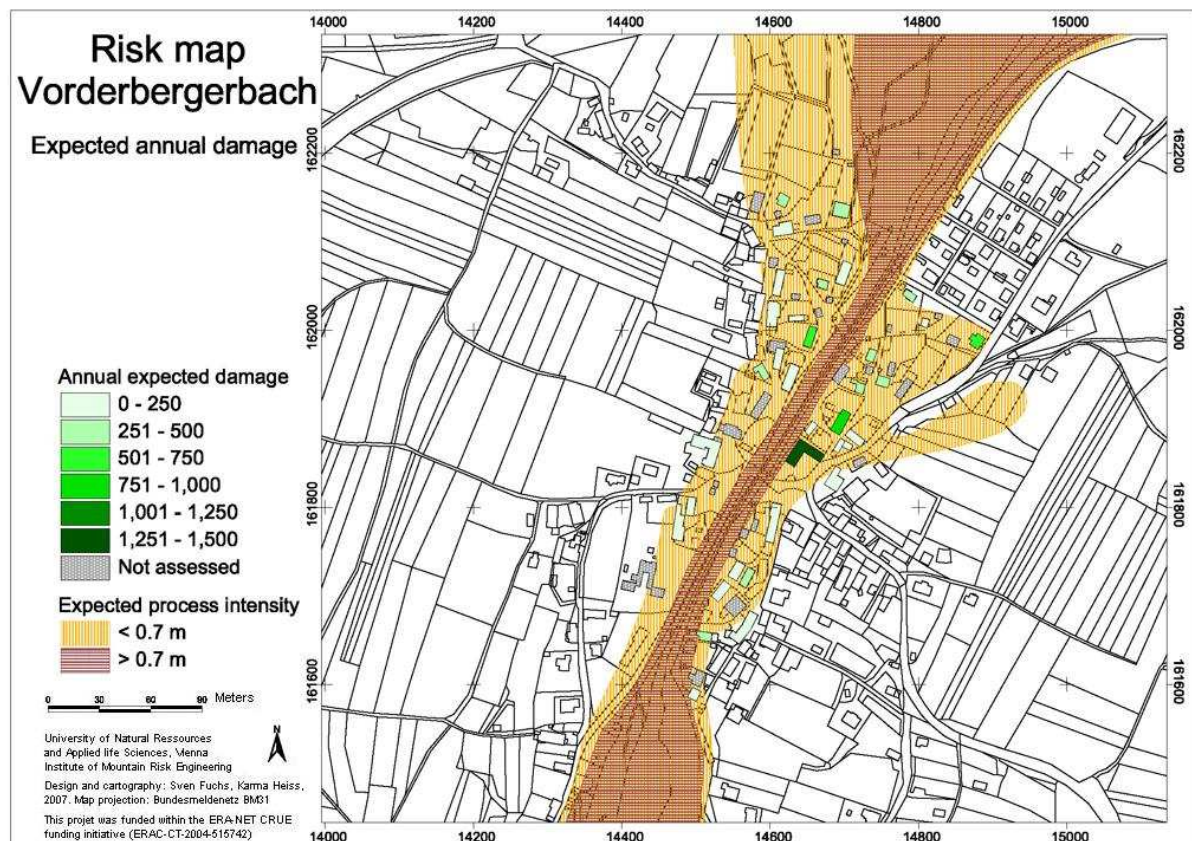 Risk map
Vorderbergerbach
Expected annual damage
Annual expected damage
0 - 250
251 - 500
501 - 750
751 - 1,000
1,001 - 1,250
1,251 - 1,500
Not assessed
Expected process intensity
< 0.7 m
> 0.7 m
0 30 60 90 Meters
University of Natural Ressources
and Applied life Sciences, Vienna
Institute of Mountain Risk Engineering
N
Design and cartography: Sven Fuchs, Karma Heiss,
2007. Map projection: Bundesmeldenetz BM31
This projet was funded within the ERA-NET CRUE
funding initiative (ERAC-CT-2004-515742)
14000 14200 14400 14600 14800 15000
162200 162200
162000 162000
161800 161800
161600 161600
14000 14200 14400 14600 14800 15000